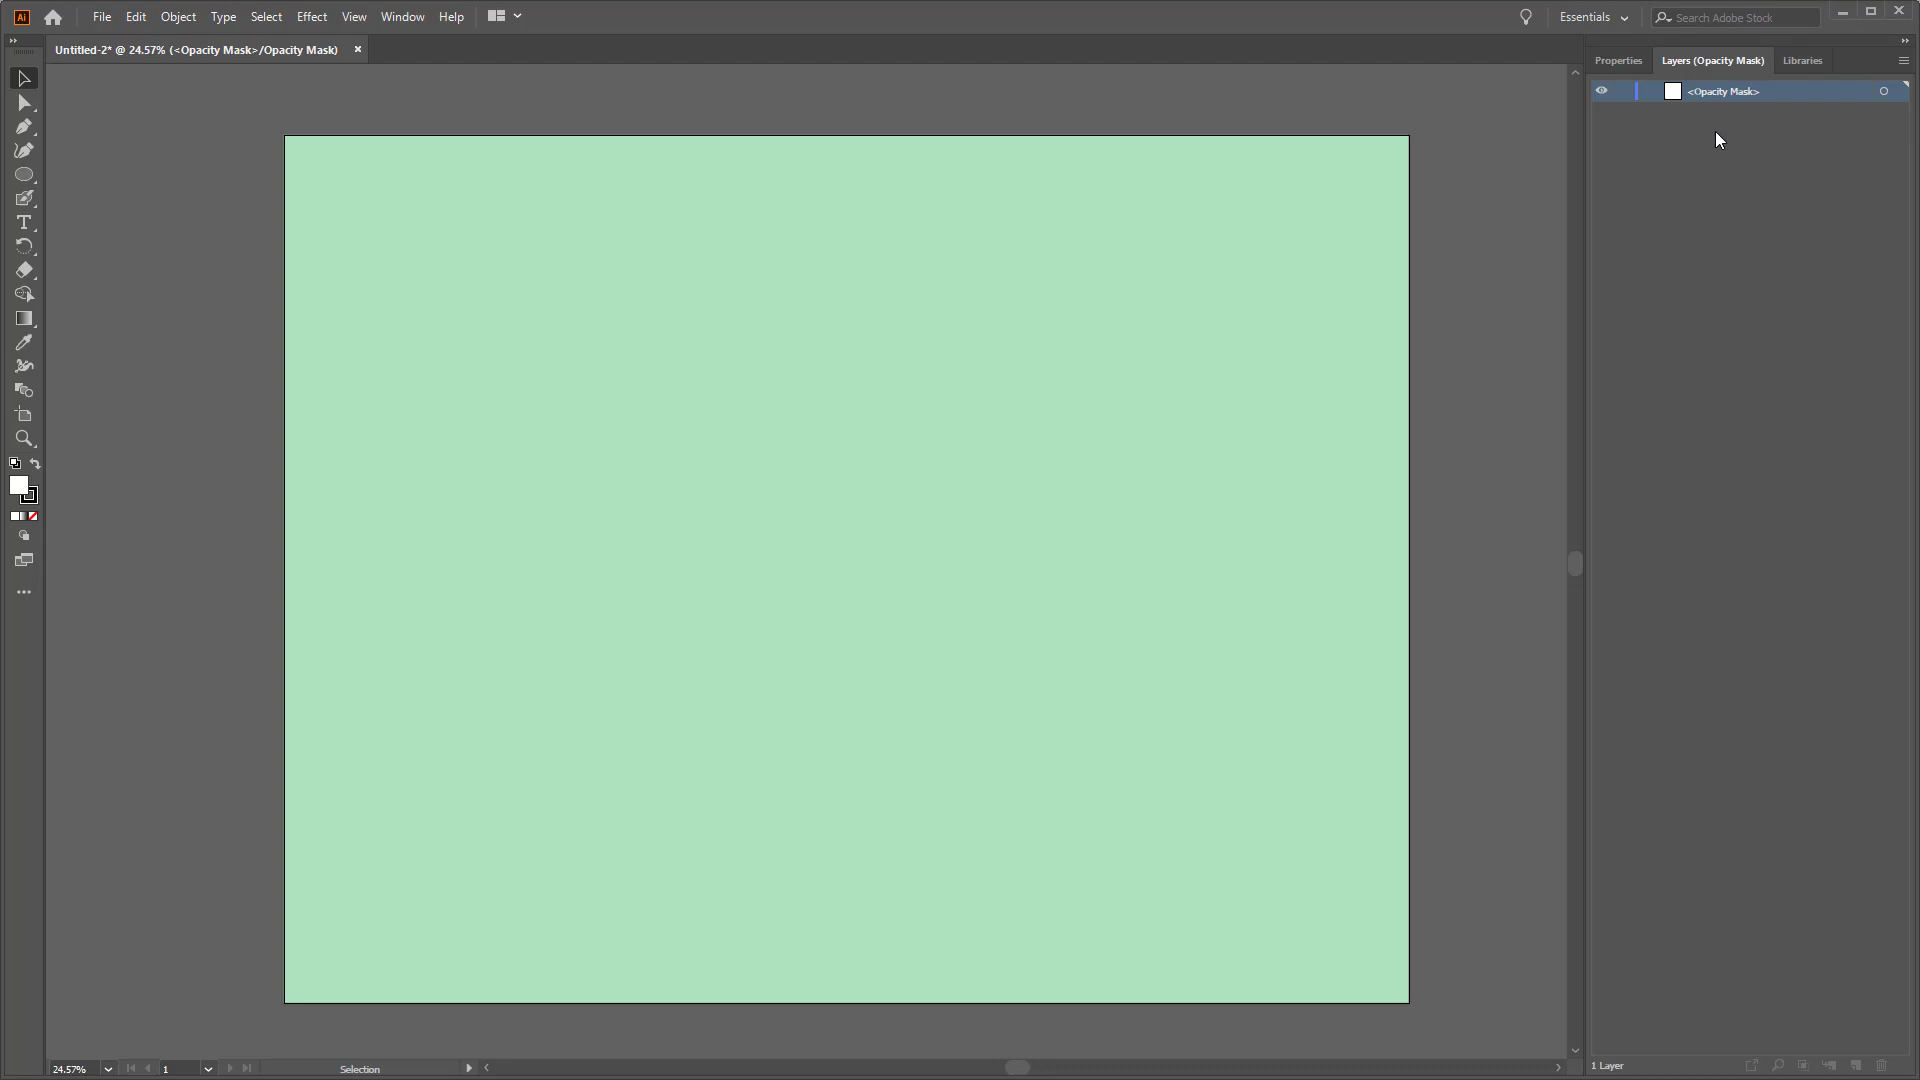 Ai File Edit Object Type Select Effect View Window Help Essentials Search Adobe Stock
Untitled-2* @ 24.57% (<Opacity Mask>/Opacity Mask)
Properties Layers (Opacity Mask) Libraries
<Opacity Mask>
T
1 Layer
24.57% 1 Selection